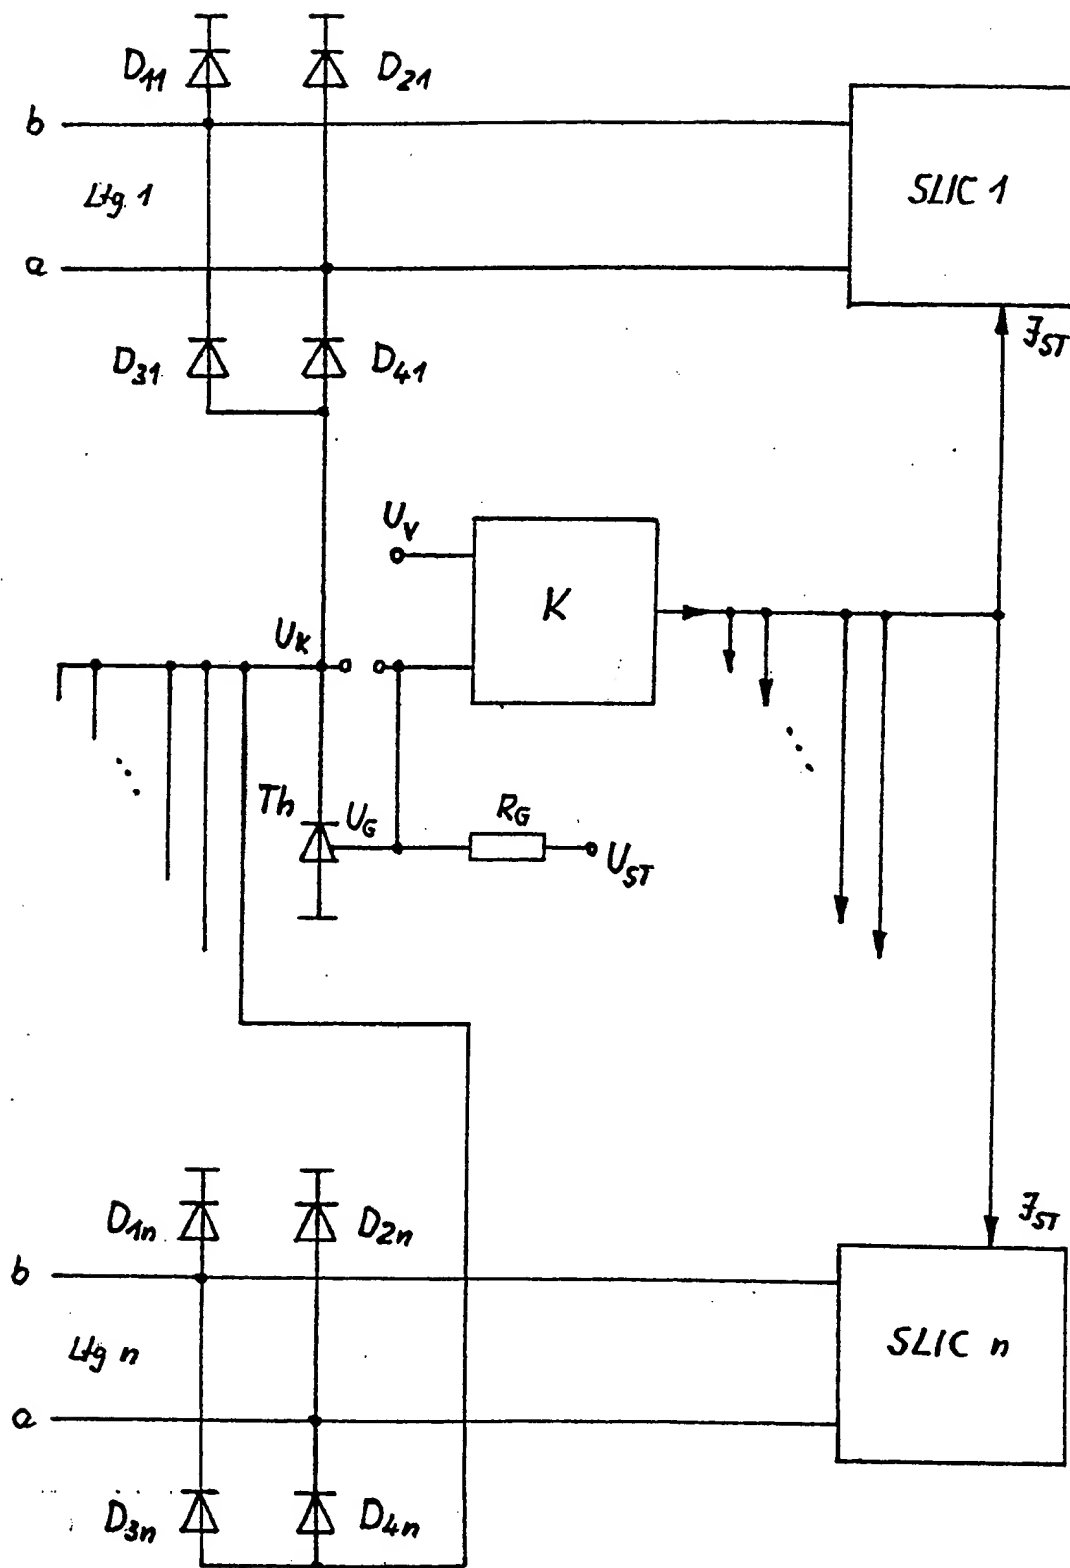 D11
D21
b
SLIC 1
Ltg. 1
a
D31
D41
JST
UV
K
UK
Th
UG
RG
UST
D1n
D2n
JST
b
SLIC n
Ltg n
a
D3n
D4n